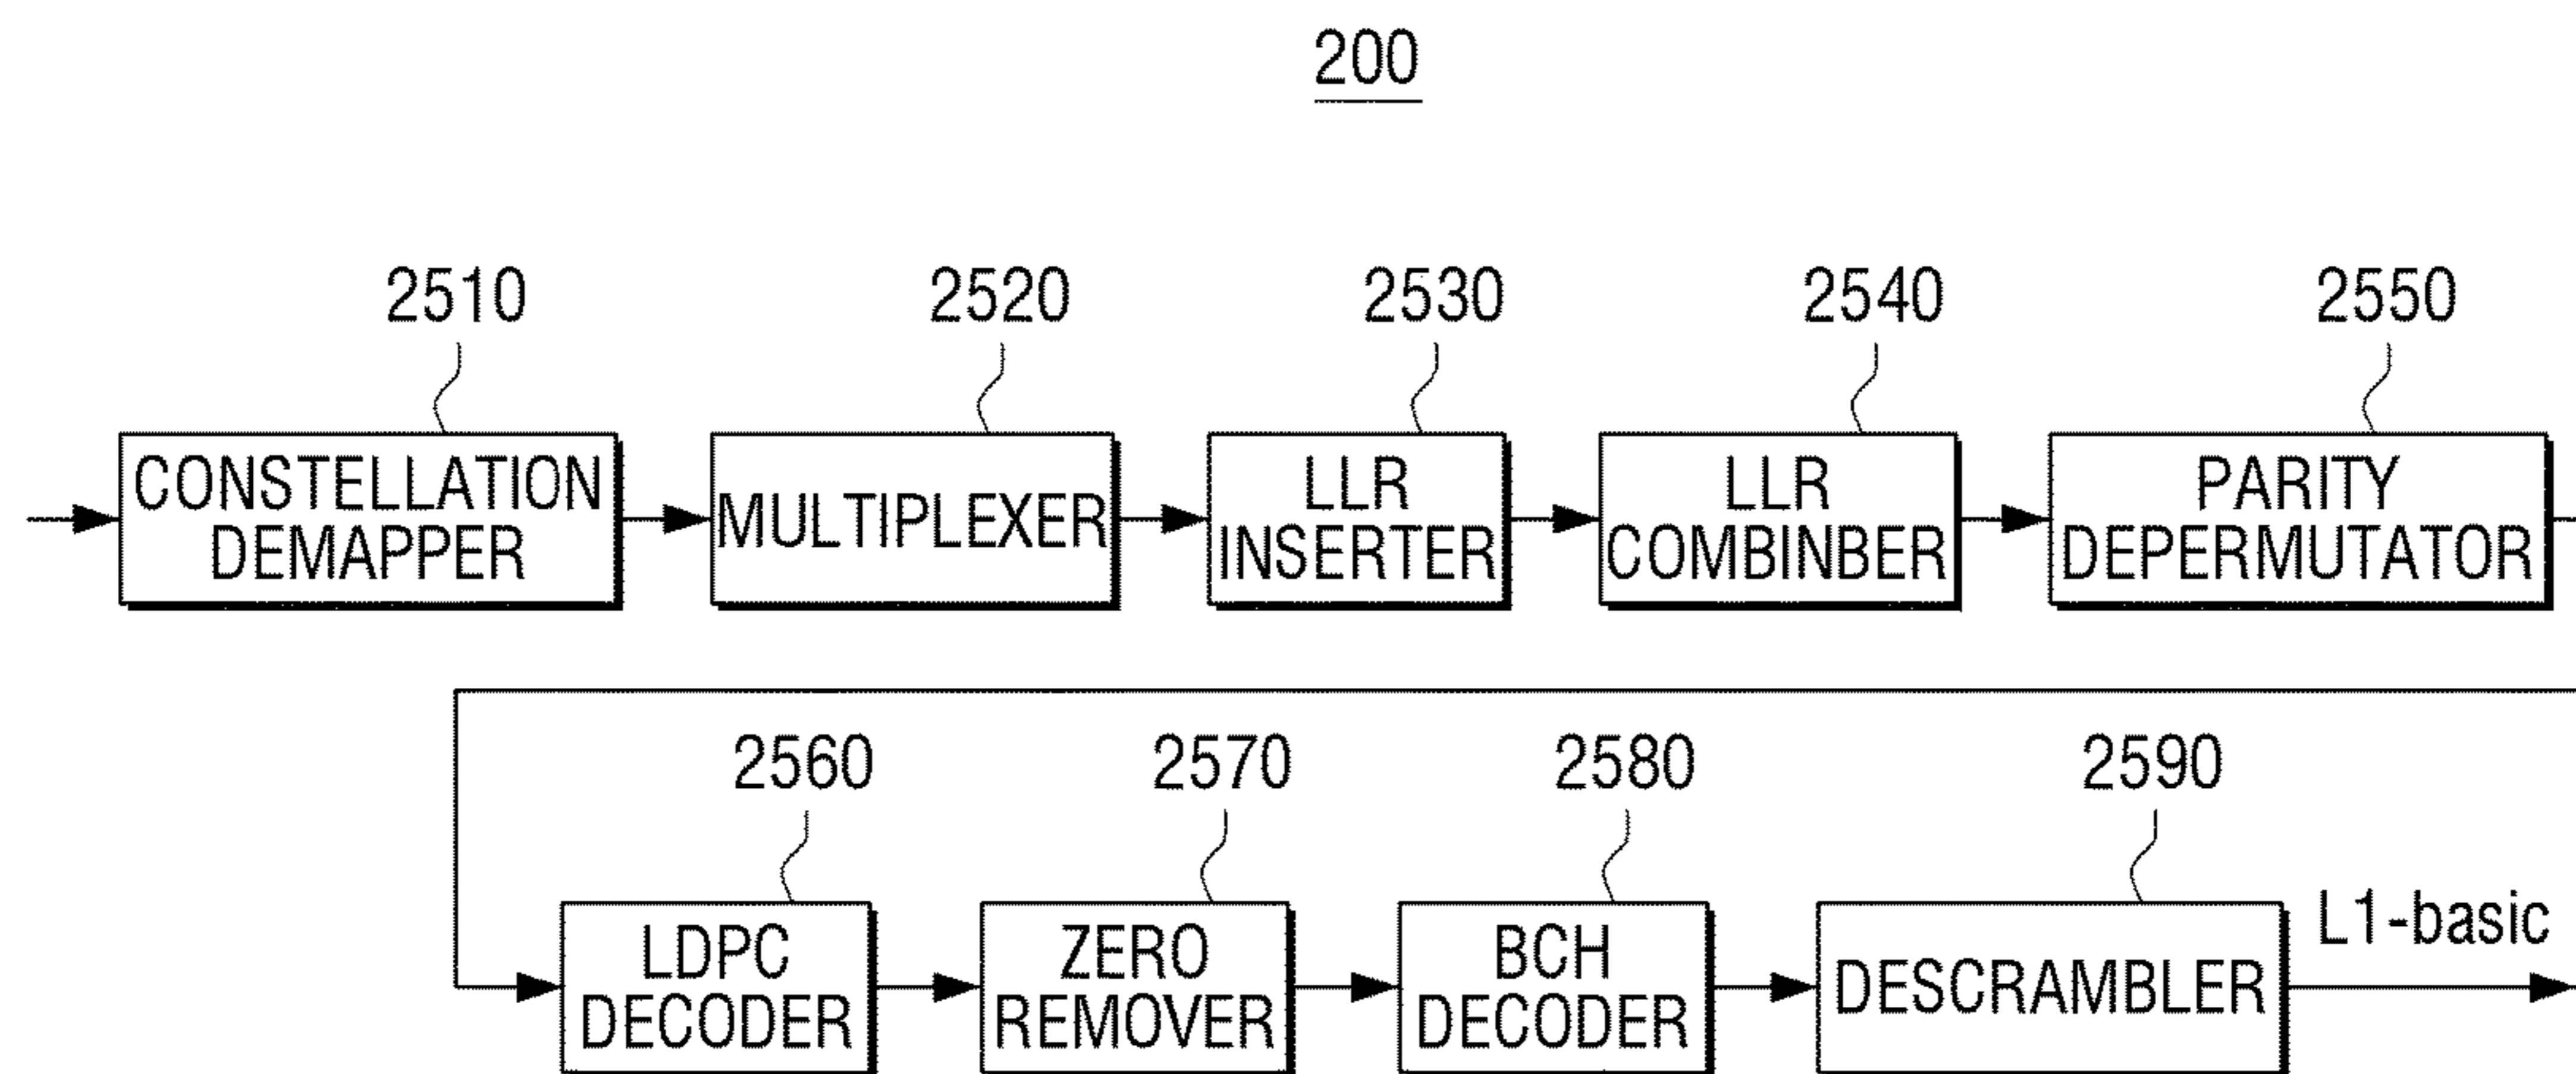 200
2510
2520
2530
2540
2550
CONSTELLATION
DEMAPPER
MULTIPLEXER
LLR
INSERTER
LLR
COMBINBER
PARITY
DEPERMUTATOR
2560
2570
2580
2590
LDPC
DECODER
ZERO
REMOVER
BCH
DECODER
DESCRAMBLER
L1-basic